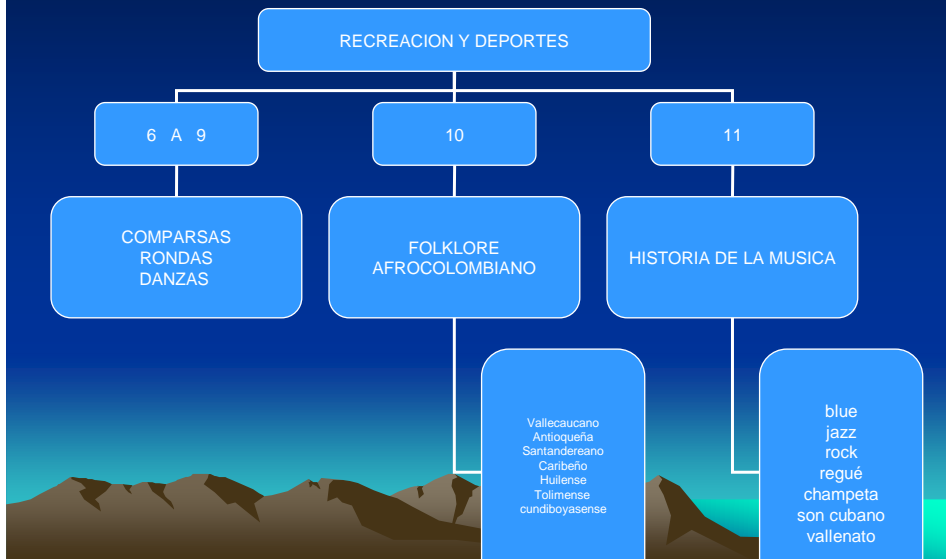 RECREACION Y DEPORTES
6 A 9
10
11
COMPARSAS
RONDAS
DANZAS
FOLKLORE
AFROCOLOMBIANO
HISTORIA DE LA MUSICA
Vallecaucano
Antioqueña
Santandereano
Caribeño
Huilense
Tolimense
cundiboyasense
blue
jazz
rock
regué
champeta
son cubano
vallenato